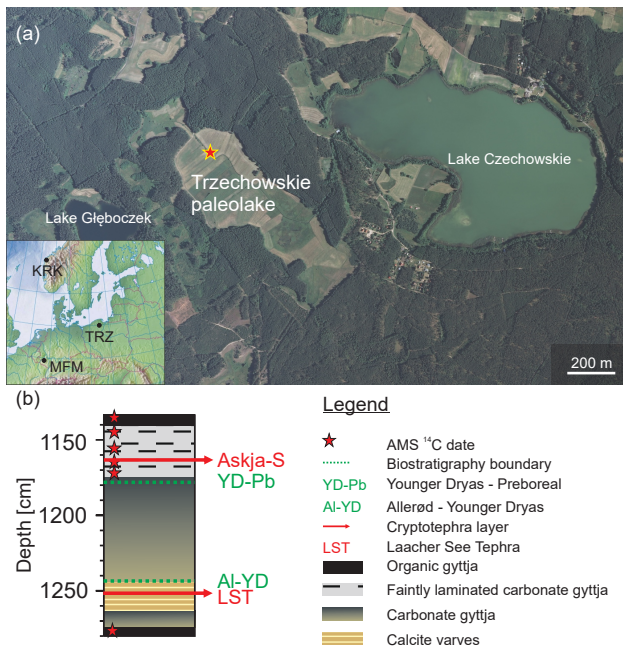 (a)
Lake Czechowskie
Trzechowskie
paleolake
Lake Głęboczek
KRK
TRZ
MFM
200 m
(b)
Depth [cm]
1150
1200
1250
Askja-S
YD-Pb
Al-YD
LST
Legend
AMS ¹⁴C date
Biostratigraphy boundary
YD-Pb Younger Dryas - Preboreal
Al-YD Allerød - Younger Dryas
Cryptotephra layer
LST Laacher See Tephra
Organic gyttja
Faintly laminated carbonate gyttja
Carbonate gyttja
Calcite varves